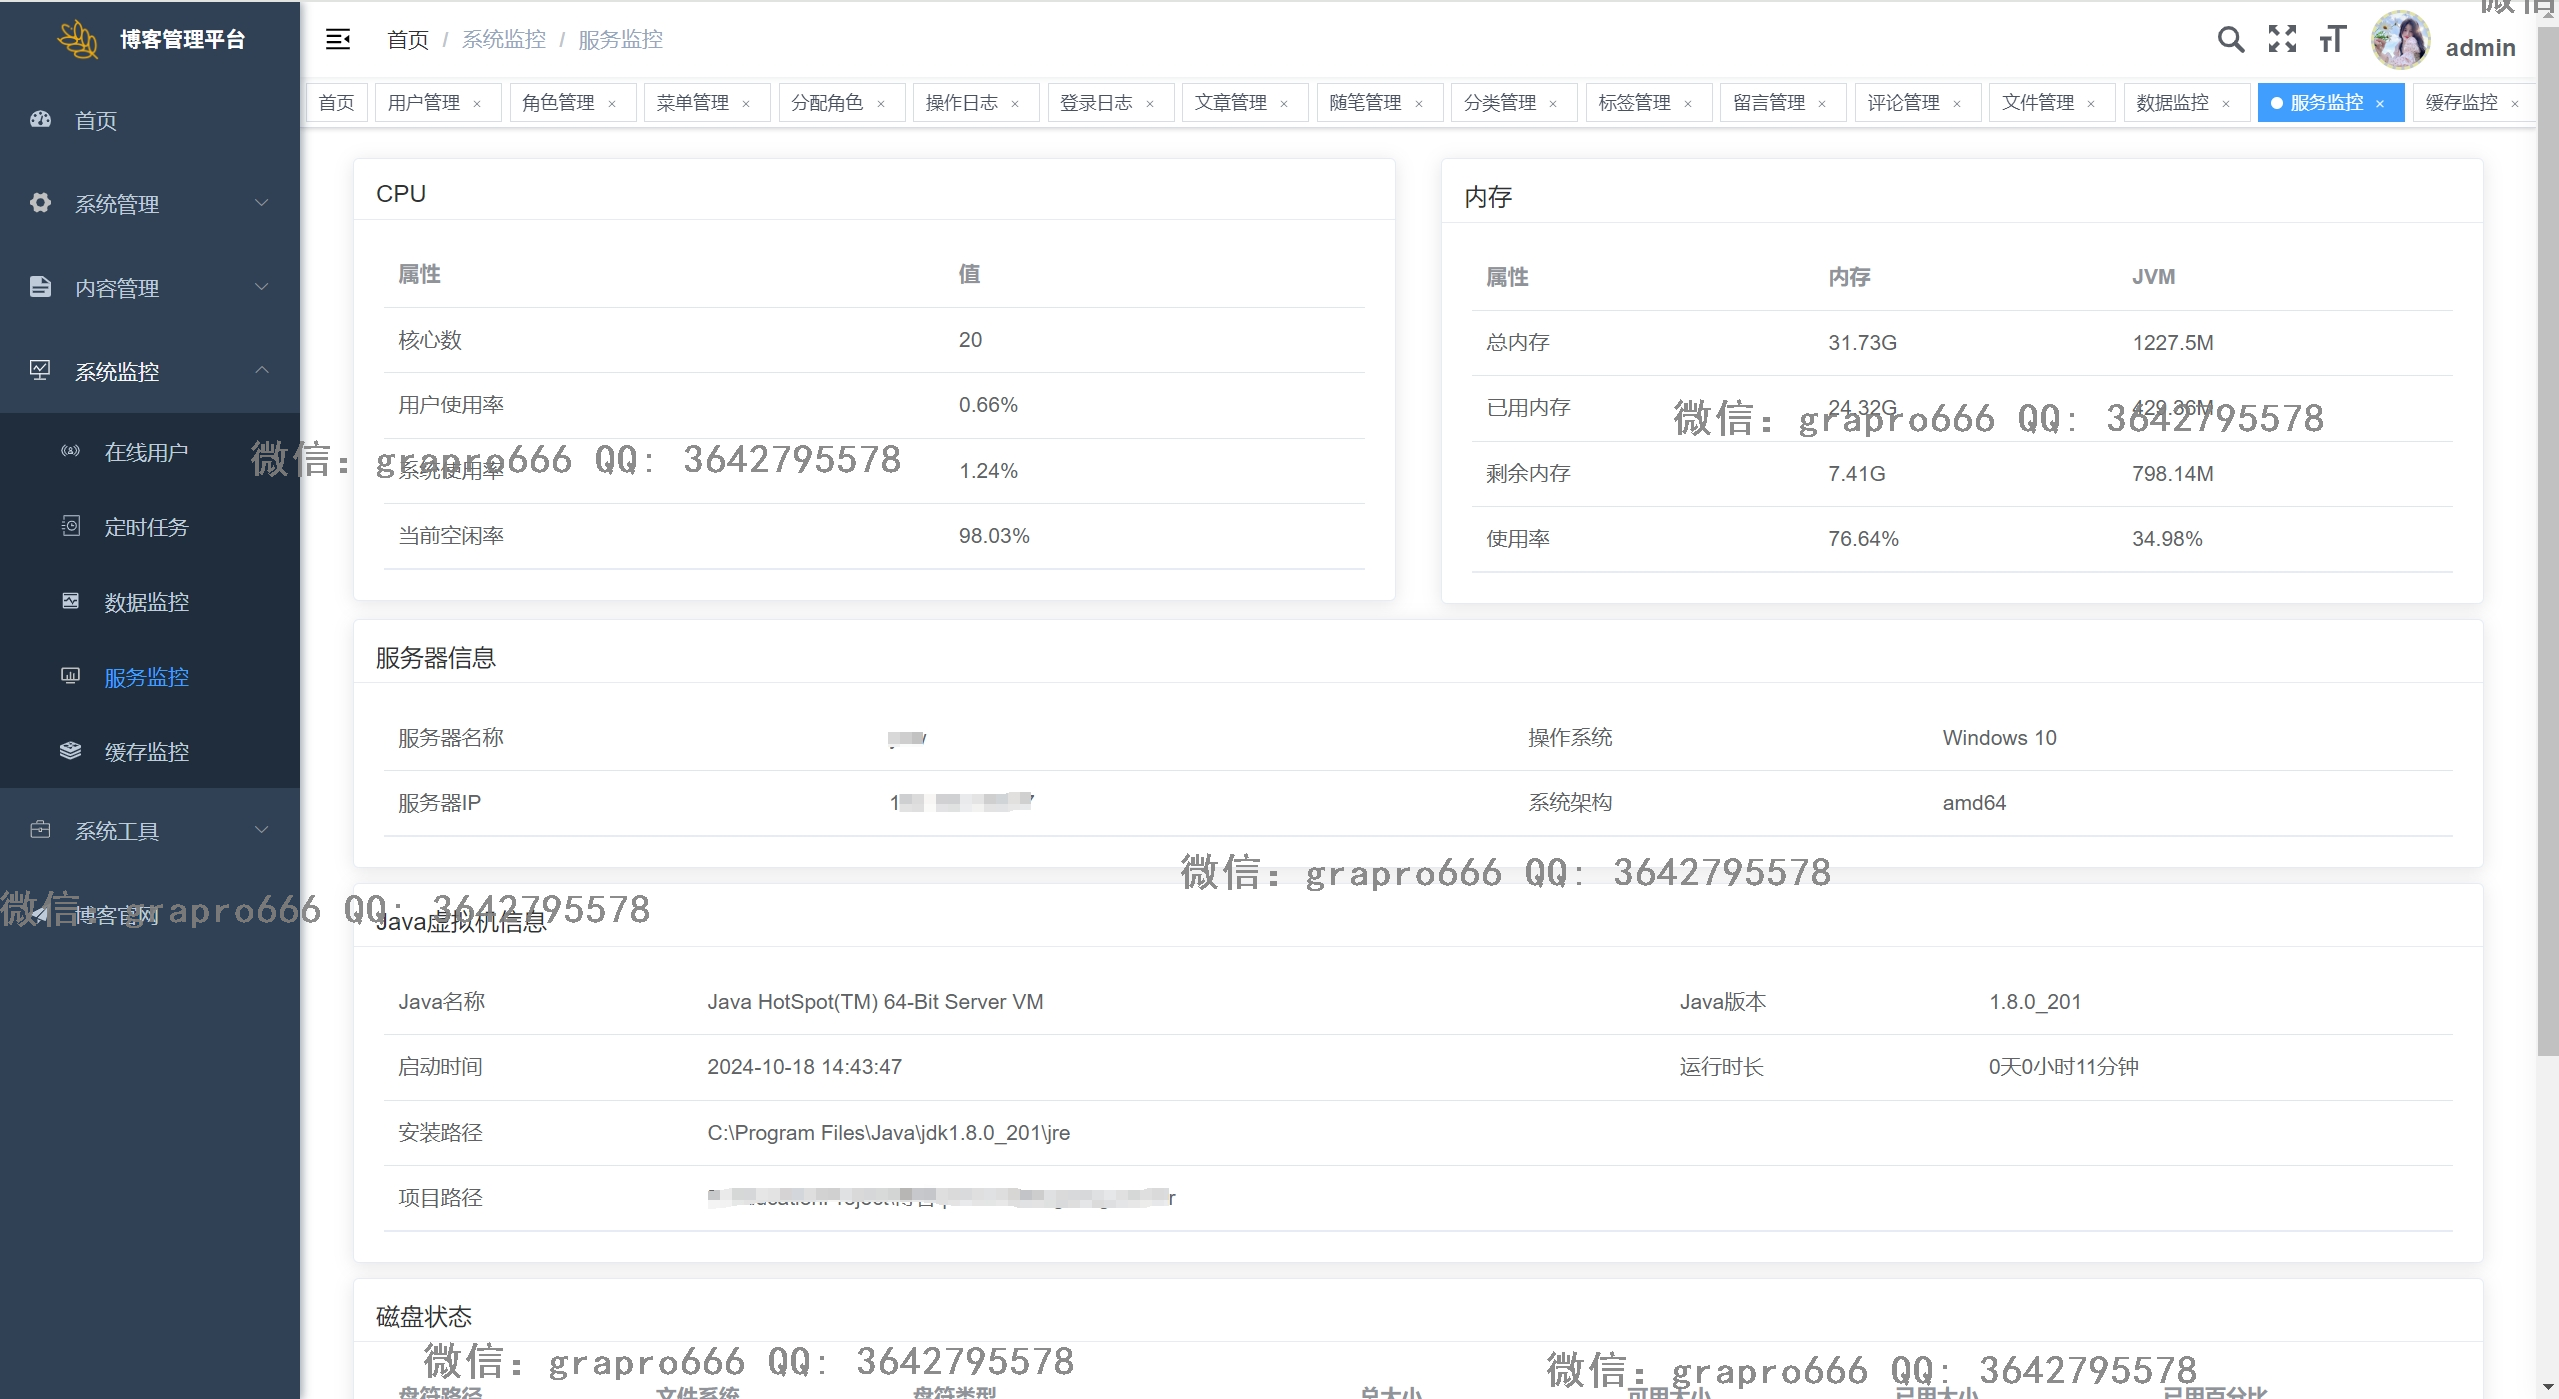 博客管理平台
首页 / 系统监控 / 服务监控
admin
首页
系统管理
内容管理
系统监控
在线用户
定时任务
数据监控
服务监控
缓存监控
系统工具
博客官网
首页 用户管理 × 角色管理 × 菜单管理 × 分配角色 × 操作日志 × 登录日志 × 文章管理 × 随笔管理 × 分类管理 × 标签管理 × 留言管理 × 评论管理 × 文件管理 × 数据监控 × 服务监控 × 缓存监控 ×
CPU
属性 值
核心数 20
用户使用率 0.66%
系统使用率 1.24%
当前空闲率 98.03%
内存
属性 内存 JVM
总内存 31.73G 1227.5M
已用内存 24.32G 429.36M
剩余内存 7.41G 798.14M
使用率 76.64% 34.98%
服务器信息
服务器名称 操作系统 Windows 10
服务器IP 系统架构 amd64
Java虚拟机信息
Java名称 Java HotSpot(TM) 64-Bit Server VM Java版本 1.8.0_201
启动时间 2024-10-18 14:43:47 运行时长 0天0小时11分钟
安装路径 C:\Program Files\Java\jdk1.8.0_201\jre
项目路径
磁盘状态
盘符路径 文件系统 盘符类型 总大小 可用大小 已用大小 已用百分比
微信
微信: grapro666 QQ: 3642795578
微信: grapro666 QQ: 3642795578
微信: grapro666 QQ: 3642795578
微信: grapro666 QQ: 3642795578
微信: grapro666 QQ: 3642795578
微信: grapro666 QQ: 3642795578